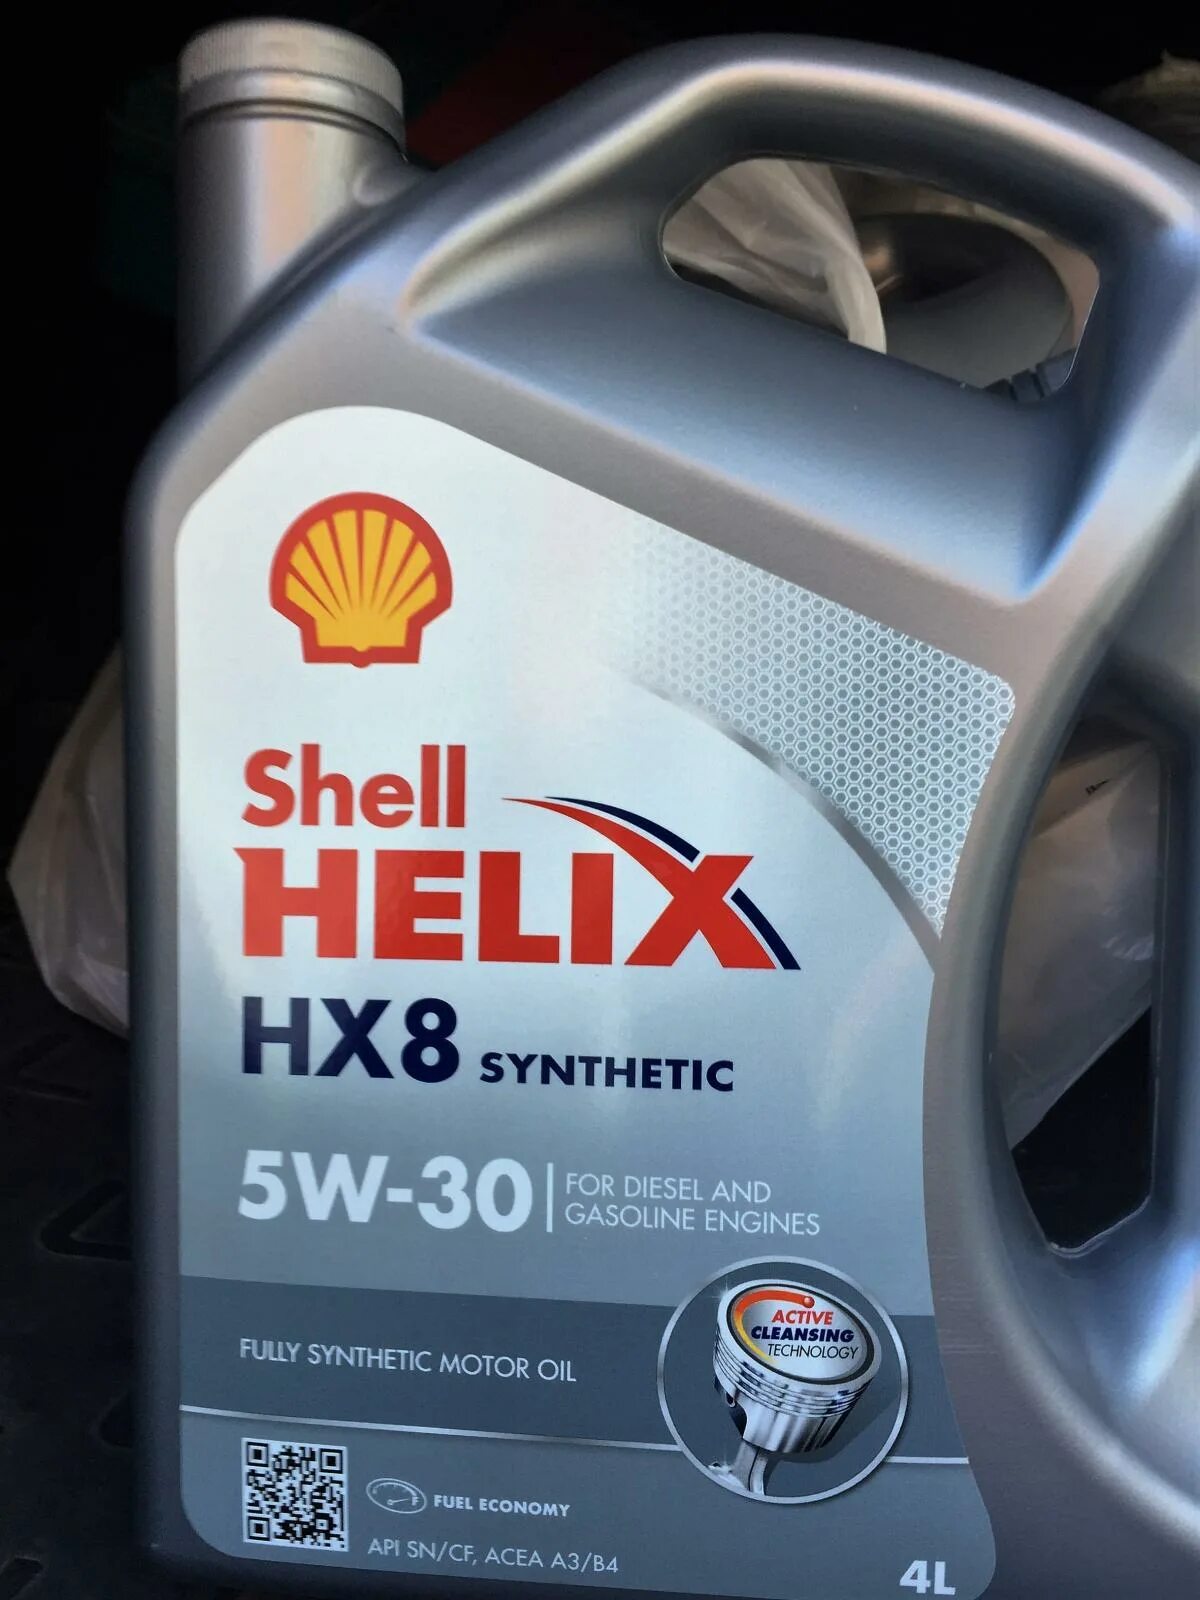 Shell
HELIX
HX8 SYNTHETIC
5W-30
FOR DIESEL AND
GASOLINE ENGINES
ACTIVE
CLEANSING
TECHNOLOGY
FULLY SYNTHETIC MOTOR OIL
FUEL ECONOMY
API SN/CF, ACEA A3/B4
4L